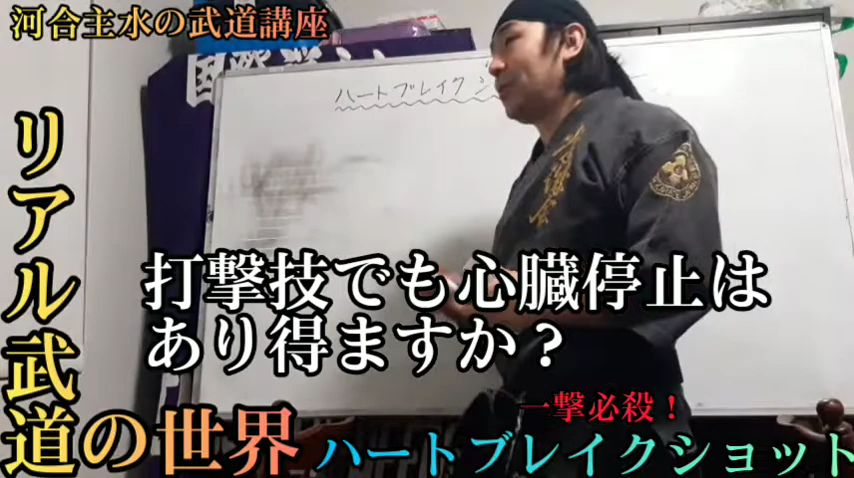 河合主水の武道講座
ハートブレイクシ
リアル武道の世界
打撃技でも心臓停止は
あり得ますか？
一撃必殺！
ハートブレイクショット